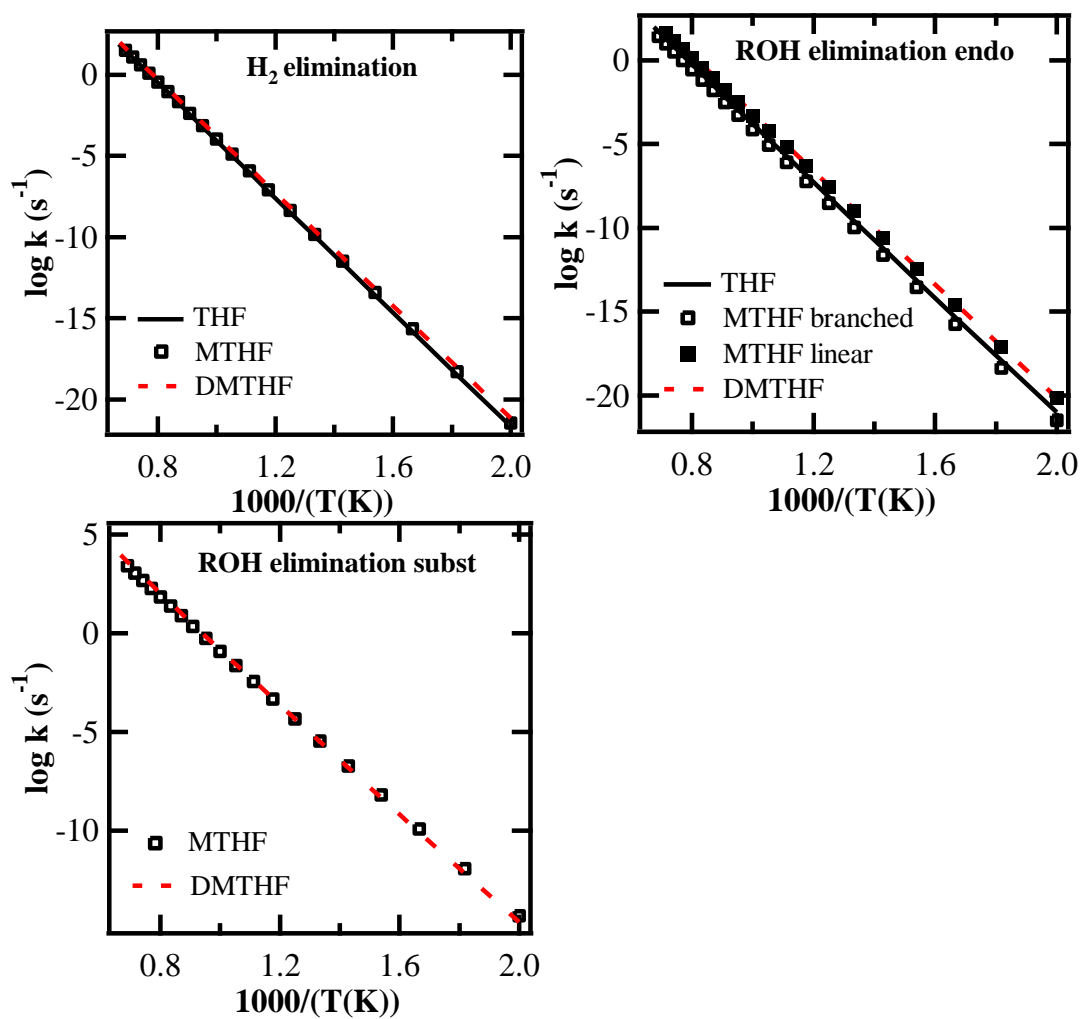 H2 elimination
0
-5
-10
-15
-20
log k (s-1)
THF
MTHF
DMTHF
0.8 1.2 1.6 2.0
1000/(T(K))
ROH elimination endo
0
-5
-10
-15
-20
log k (s-1)
THF
MTHF branched
MTHF linear
DMTHF
0.8 1.2 1.6 2.0
1000/(T(K))
ROH elimination subst
5
0
-5
-10
log k (s-1)
MTHF
DMTHF
0.8 1.2 1.6 2.0
1000/(T(K))